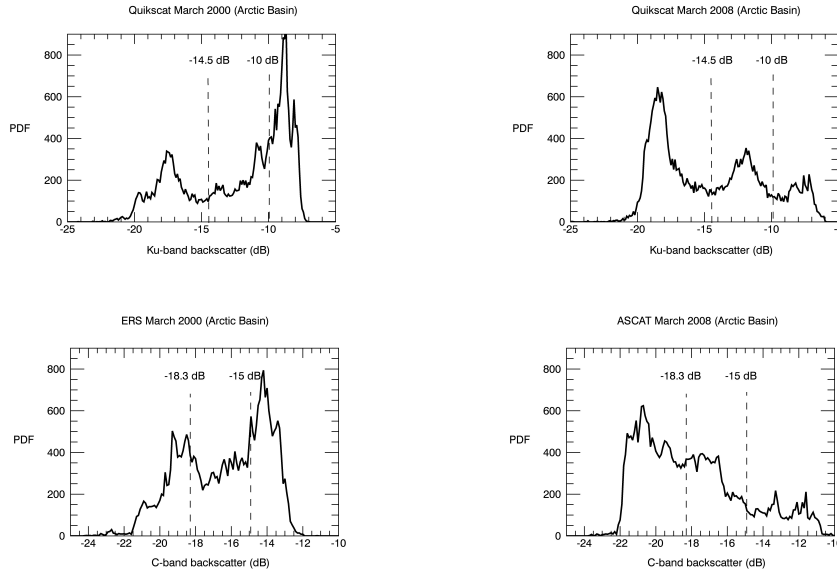 Quikscat March 2000 (Arctic Basin)
800
600
400
200
0
PDF
-14.5 dB
-10 dB
-25
-20
-15
-10
-5
Ku-band backscatter (dB)
Quikscat March 2008 (Arctic Basin)
800
600
400
200
0
PDF
-14.5 dB
-10 dB
-25
-20
-15
-10
Ku-band backscatter (dB)
ERS March 2000 (Arctic Basin)
800
600
400
200
0
PDF
-18.3 dB
-15 dB
-24
-22
-20
-18
-16
-14
-12
-10
C-band backscatter (dB)
ASCAT March 2008 (Arctic Basin)
800
600
400
200
0
PDF
-18.3 dB
-15 dB
-24
-22
-20
-18
-16
-14
-12
C-band backscatter (dB)